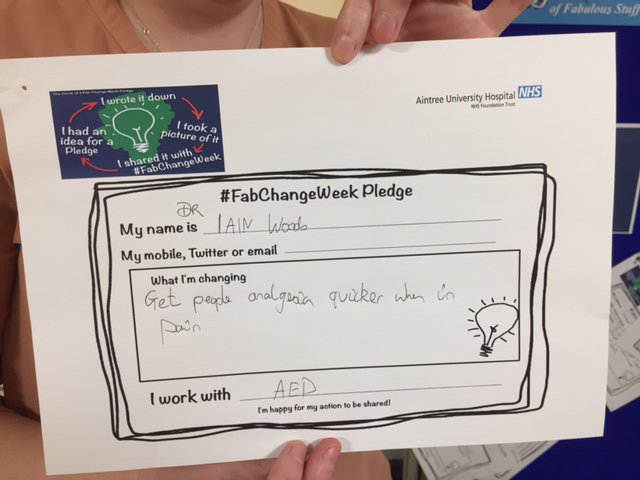 of Fabulous Stuff
The Circle of a Fab Change Week Pledge
I wrote it down
I took a
picture of it
I shared it with
#FabChangeWeek
I had an
idea for a
Pledge
Aintree University Hospital NHS
NHS Foundation Trust
#FabChangeWeek Pledge
DR
My name is IAIN Woods
My mobile, Twitter or email
What I'm changing
Get people analgesia quicker when in
pain
I work with AED
I'm happy for my action to be shared!